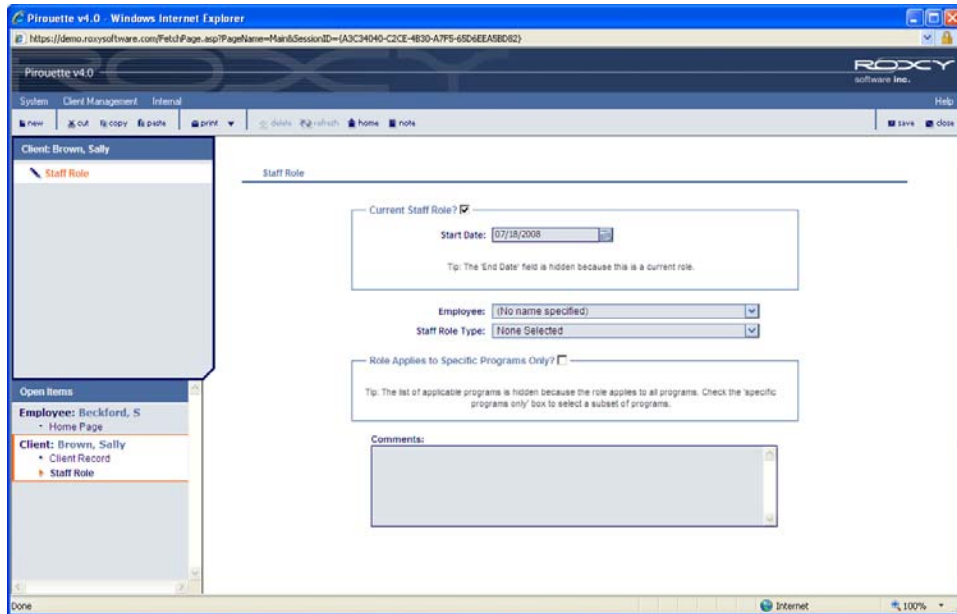 Pirouette v4.0 - Windows Internet Explorer
https://demo.roxysoftware.com/FetchPage.asp?PageName=Main&SessionID={A3C34040-C2CE-4B30-A7F5-65D6EEA5BD82}
Pirouette v4.0
ROXY
software inc.
System Client Management Internal Help
new cut copy paste print delete refresh home note save close
Client: Brown, Sally
Staff Role
Staff Role
Current Staff Role?
Start Date: 07/18/2008
Tip: The 'End Date' field is hidden because this is a current role.
Employee: (No name specified)
Staff Role Type: None Selected
Role Applies to Specific Programs Only?
Tip: The list of applicable programs is hidden because the role applies to all programs. Check the 'specific
programs only' box to select a subset of programs.
Comments:
Open Items
Employee: Beckford, S
Home Page
Client: Brown, Sally
Client Record
Staff Role
Done Internet 100%